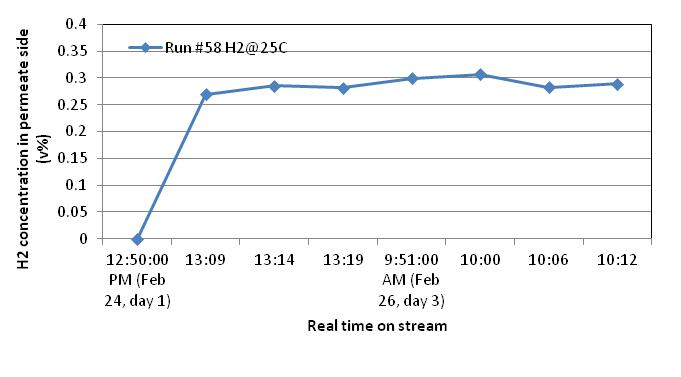 H2 concentration in permeate side
(v%)
0.4
0.35
0.3
0.25
0.2
0.15
0.1
0.05
0
Run #58 H2@25C
12:50:00 13:09 13:14 13:19 9:51:00 10:00 10:06 10:12
PM (Feb AM (Feb
24, day 1) 26, day 3)
Real time on stream